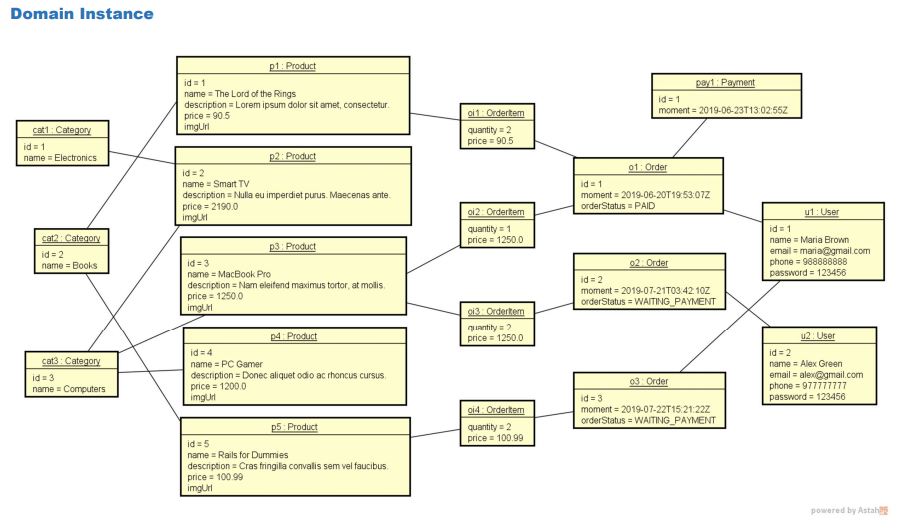 Domain Instance
cat1 : Category
id = 1
name = Electronics
cat2 : Category
id = 2
name = Books
cat3 : Category
id = 3
name = Computers
p1 : Product
id = 1
name = The Lord of the Rings
description = Lorem ipsum dolor sit amet, consectetur.
price = 90.5
imgUrl
p2 : Product
id = 2
name = Smart TV
description = Nulla eu imperdiet purus. Maecenas ante.
price = 2190.0
imgUrl
p3 : Product
id = 3
name = MacBook Pro
description = Nam eleifend maximus tortor, at mollis.
price = 1250.0
imgUrl
p4 : Product
id = 4
name = PC Gamer
description = Donec aliquet odio ac rhoncus cursus.
price = 1200.0
imgUrl
p5 : Product
id = 5
name = Rails for Dummies
description = Cras fringilla convallis sem vel faucibus.
price = 100.99
imgUrl
oi1 : OrderItem
quantity = 2
price = 90.5
oi2 : OrderItem
quantity = 1
price = 1250.0
oi3 : OrderItem
quantity = 2
price = 1250.0
oi4 : OrderItem
quantity = 2
price = 100.99
pay1 : Payment
id = 1
moment = 2019-06-23T13:02:55Z
o1 : Order
id = 1
moment = 2019-06-20T19:53:07Z
orderStatus = PAID
o2 : Order
id = 2
moment = 2019-07-21T03:42:10Z
orderStatus = WAITING_PAYMENT
o3 : Order
id = 3
moment = 2019-07-22T15:21:22Z
orderStatus = WAITING_PAYMENT
u1 : User
id = 1
name = Maria Brown
email = maria@gmail.com
phone = 988888888
password = 123456
u2 : User
id = 2
name = Alex Green
email = alex@gmail.com
phone = 977777777
password = 123456
powered by Astah